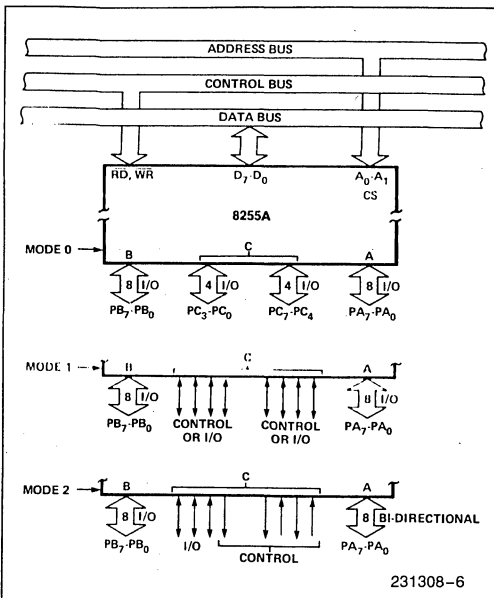 ADDRESS BUS
CONTROL BUS
DATA BUS
RD, WR D7-D0 A0-A1
CS
8255A
MODE 0
B C A
8 I/O 4 I/O 4 I/O 8 I/O
PB7-PB0 PC3-PC0 PC7-PC4 PA7-PA0
MODE 1 B C A
8 I/O 8 I/O
PB7-PB0 CONTROL OR I/O CONTROL OR I/O PA7-PA0
MODE 2 B C A
8 I/O 8 BI-DIRECTIONAL
PB7-PB0 I/O CONTROL PA7-PA0
231308-6